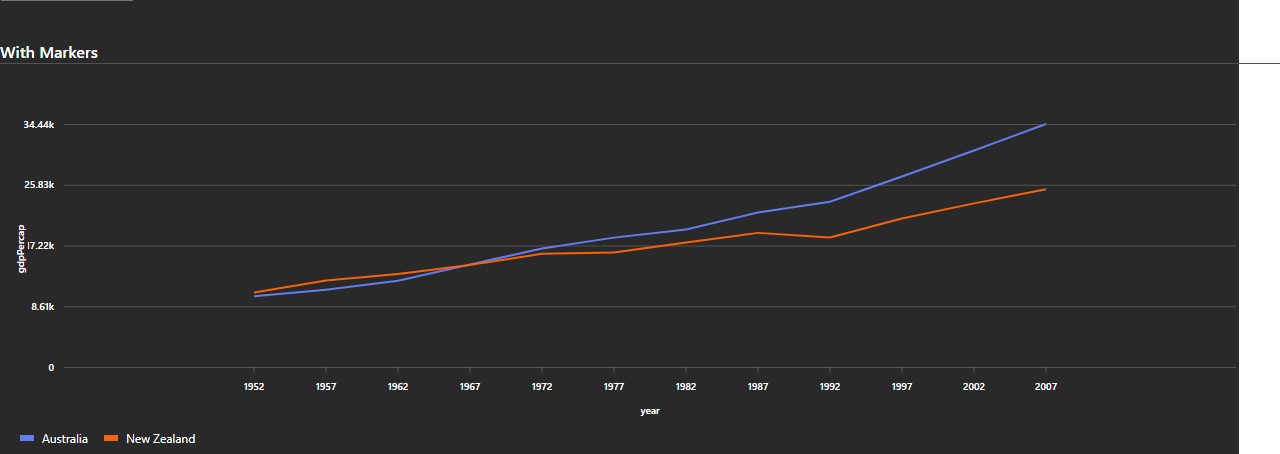 With Markers
34.44k
25.83k
17.22k
8.61k
0
gdpPercap
1952 1957 1962 1967 1972 1977 1982 1987 1992 1997 2002 2007
year
Australia New Zealand